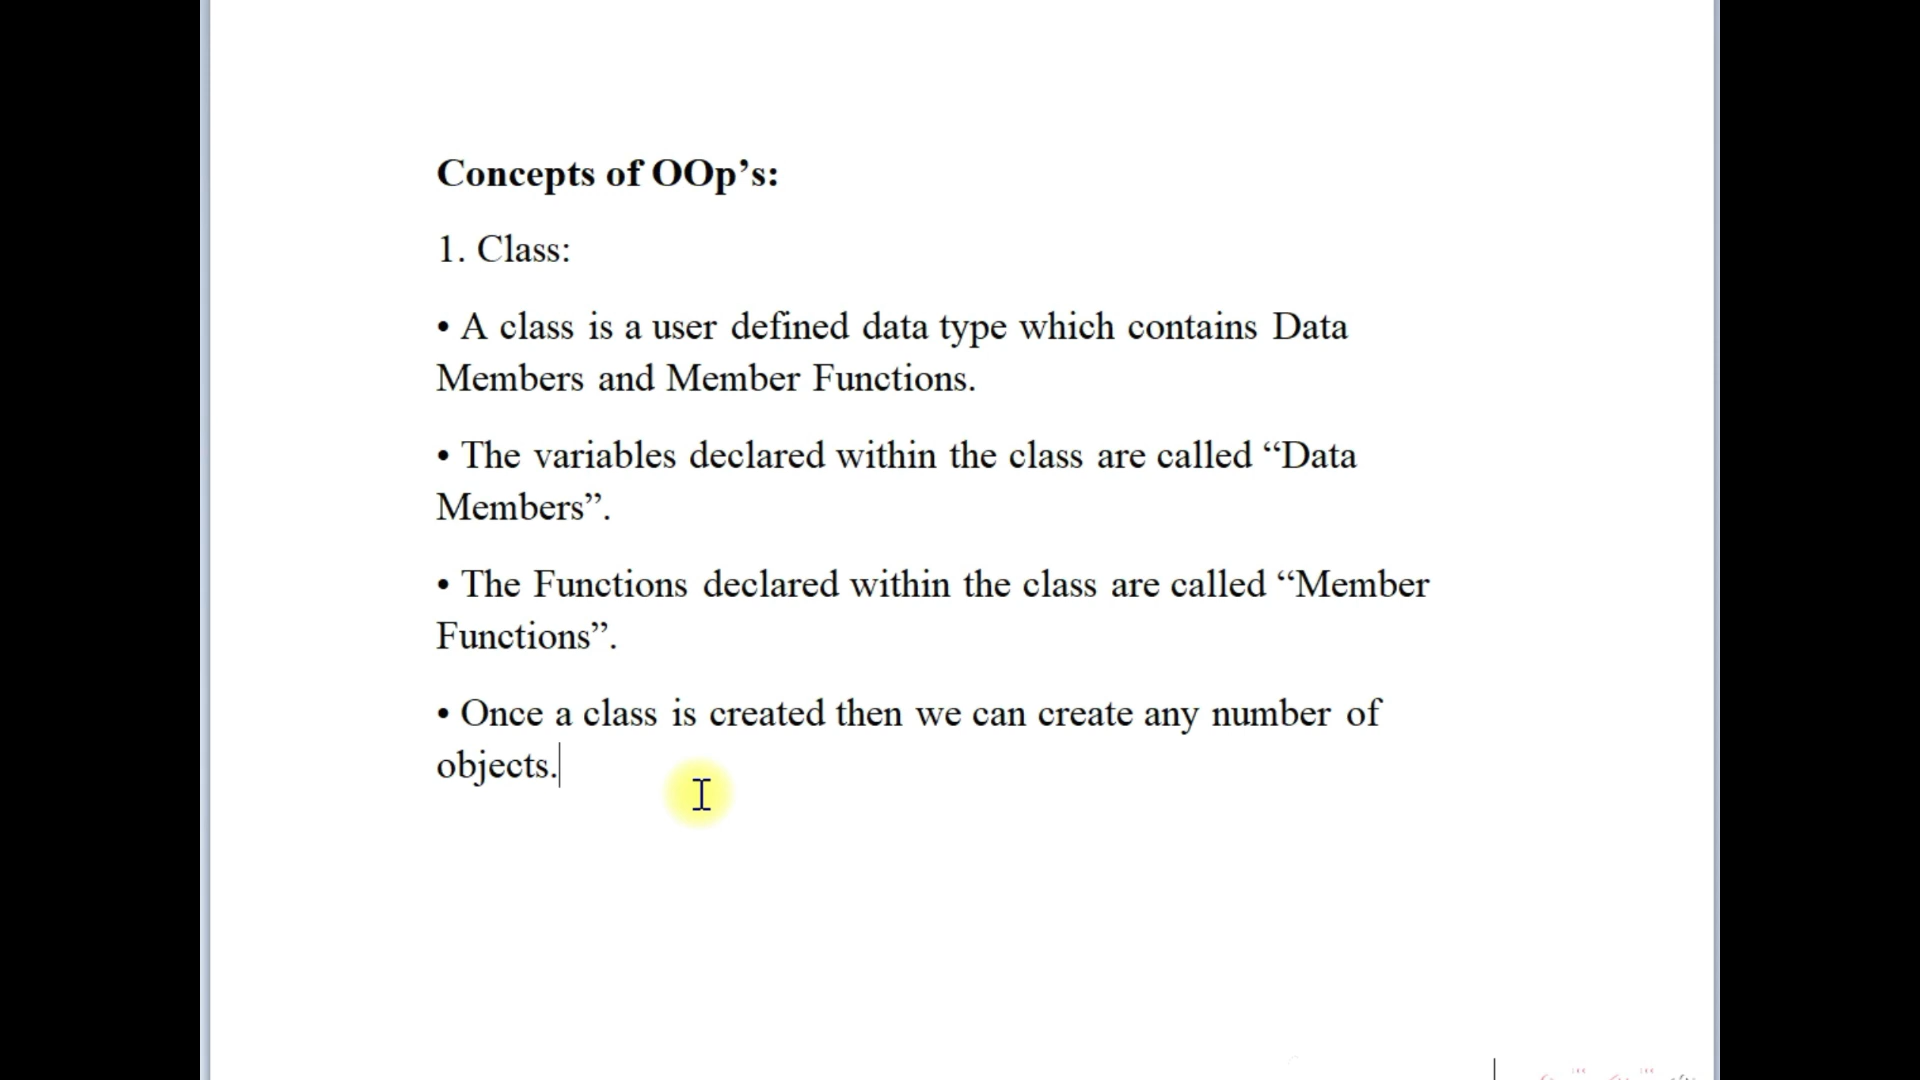 Concepts of OOp’s:
1. Class:
• A class is a user defined data type which contains Data
Members and Member Functions.
• The variables declared within the class are called “Data
Members”.
• The Functions declared within the class are called “Member
Functions”.
• Once a class is created then we can create any number of
objects.